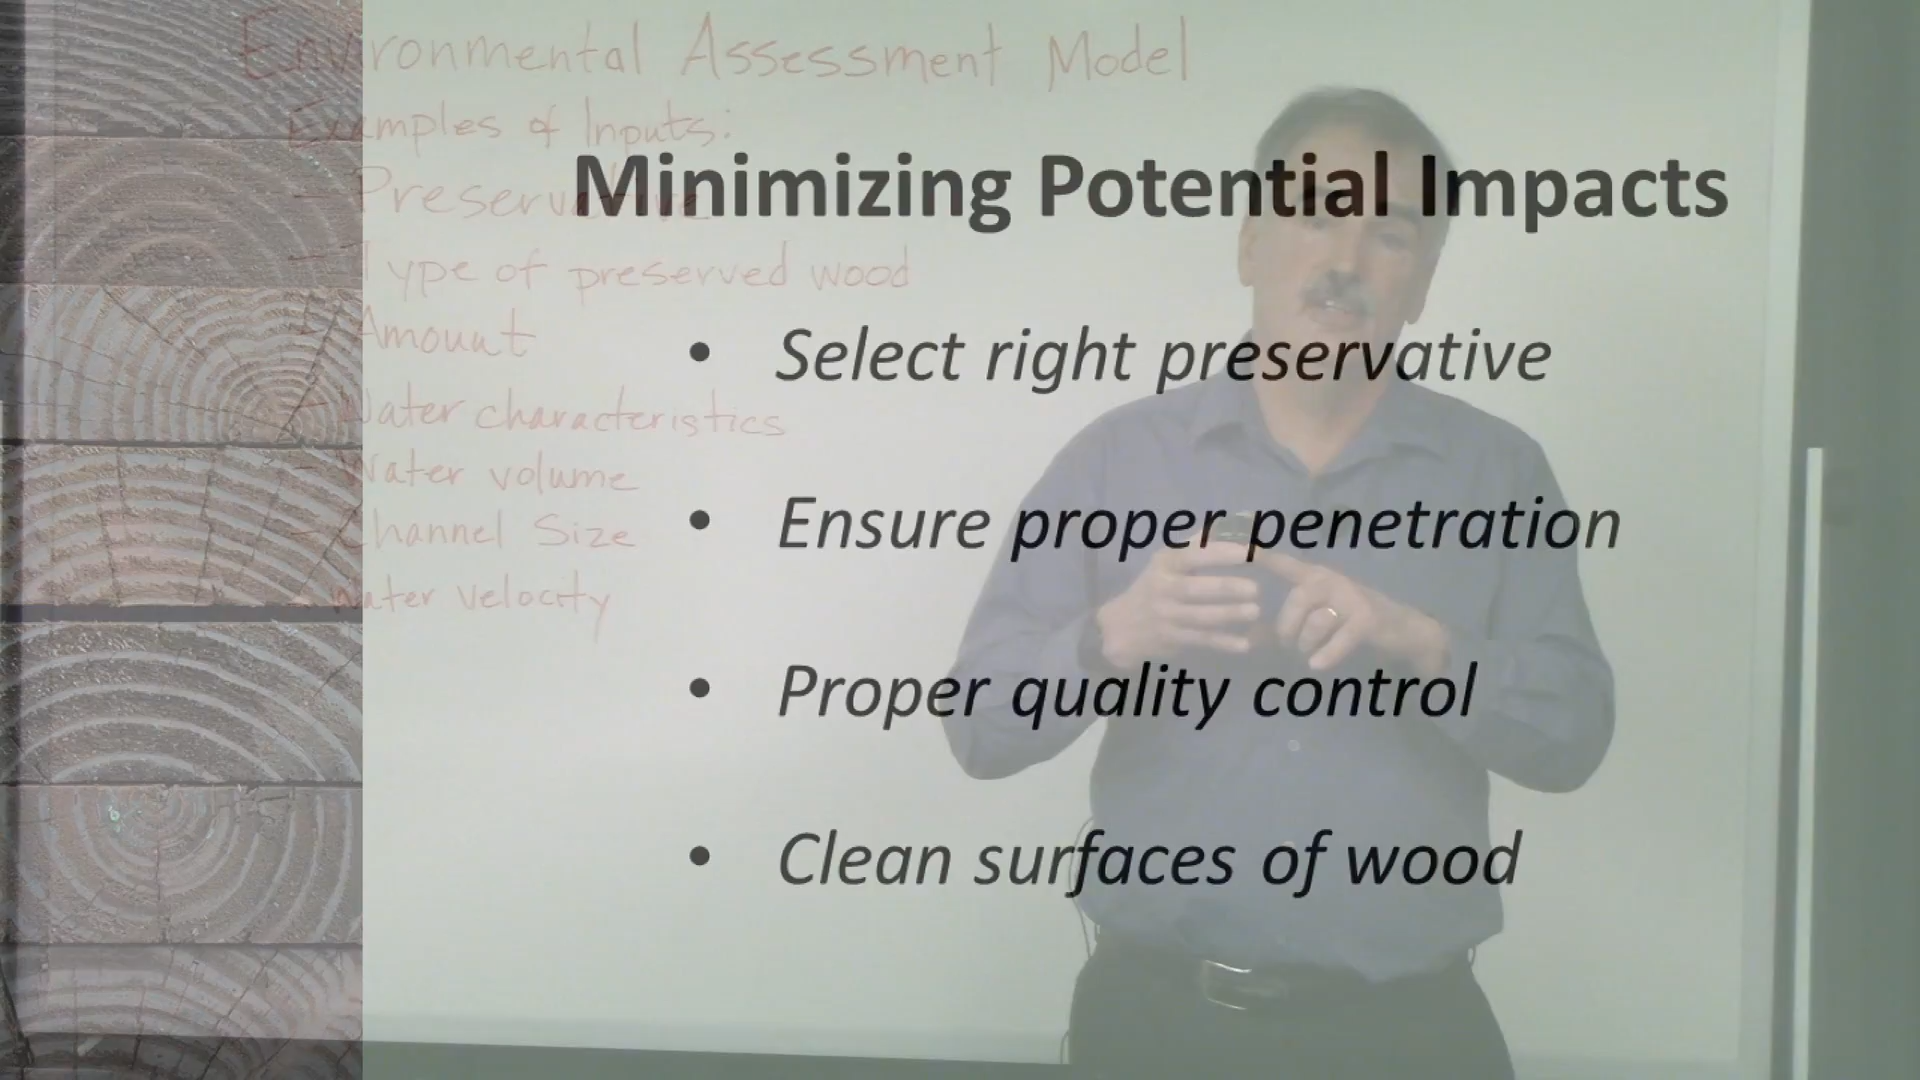 Environmental Assessment Model
Examples of Inputs:
- Preservative
- Type of preserved wood
- Amount
- Water characteristics
- Water volume
- Channel Size
- Water velocity
Minimizing Potential Impacts
• Select right preservative
• Ensure proper penetration
• Proper quality control
• Clean surfaces of wood